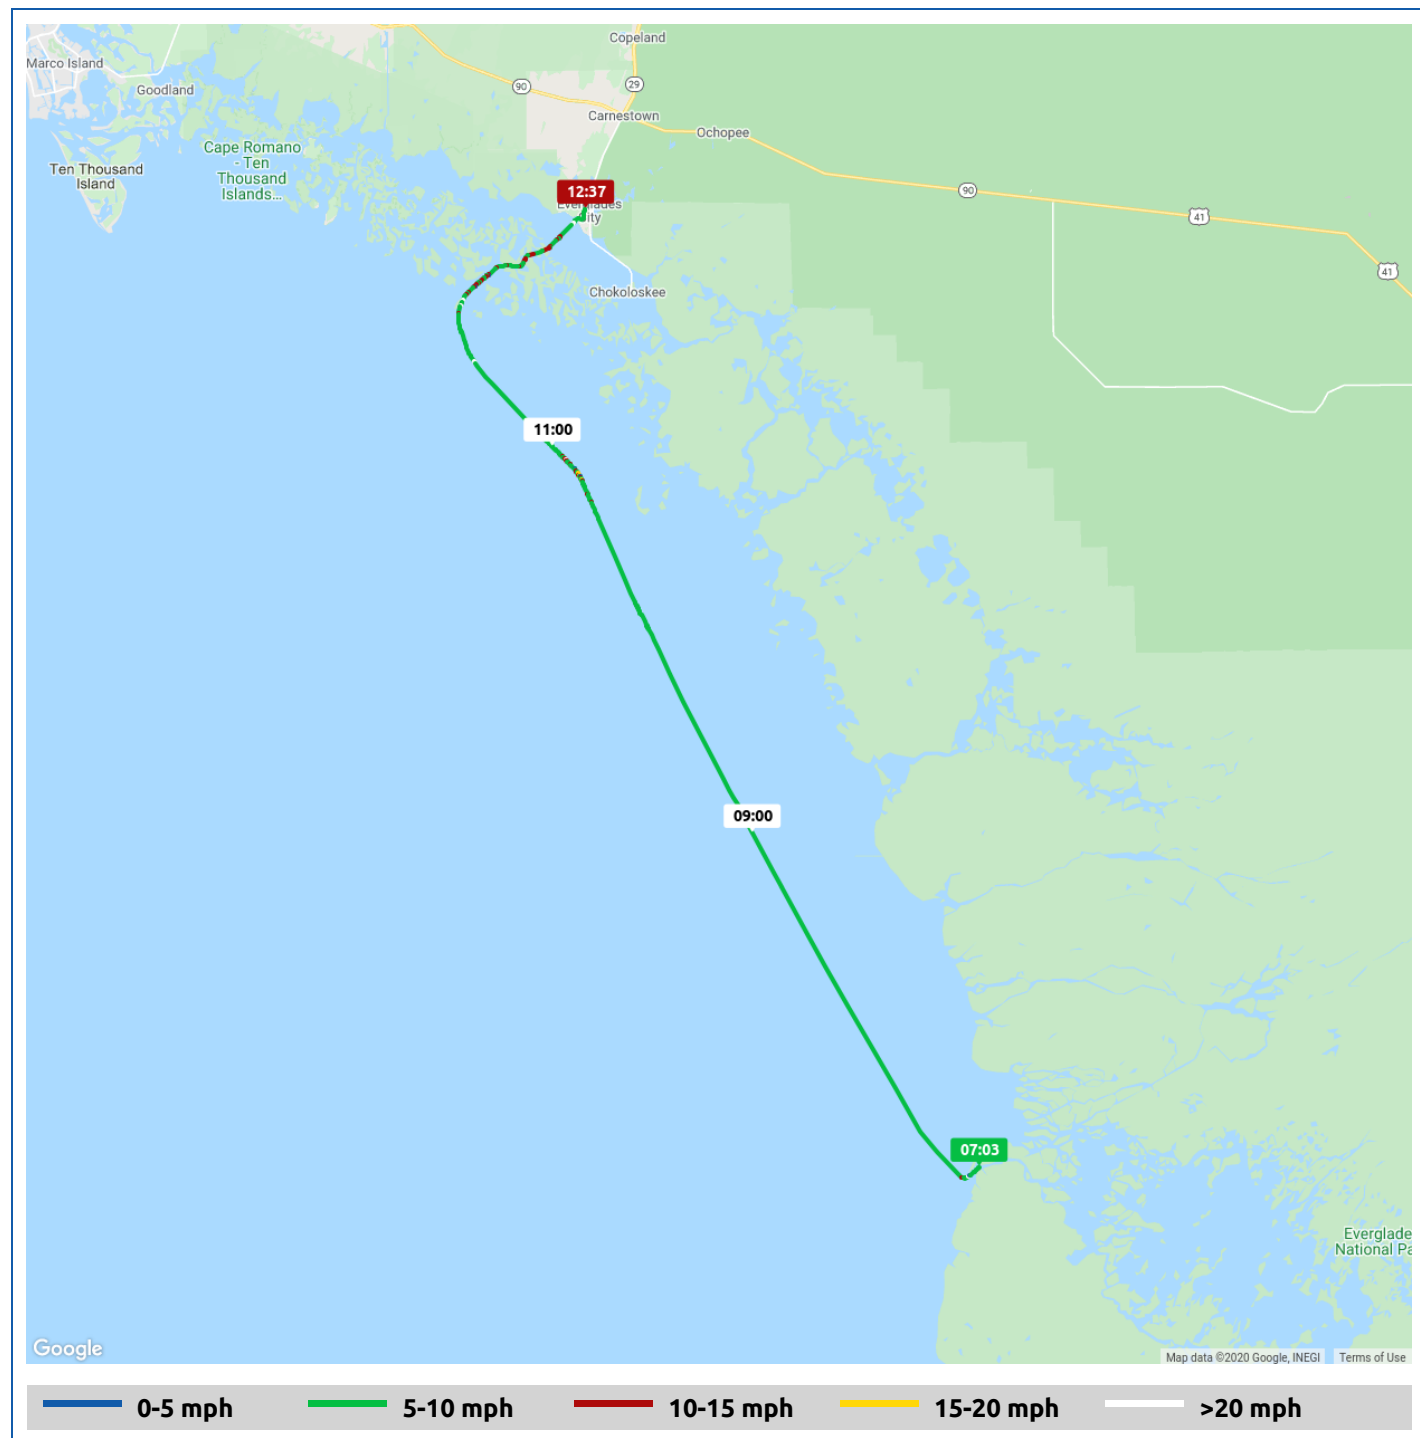 Copeland
Marco Island
29
90
Goodland
Carnestown
Ochopee
Cape Romano
- Ten
Thousand
Islands...
Ten Thousand
Island
90
12:37
41
41
Chokoloskee
11:00
09:00
07:03
Everglade
National Pa
Google
Map data ©2020 Google, INEGI
Terms of Use
0-5 mph
5-10 mph
10-15 mph
15-20 mph
>20 mph